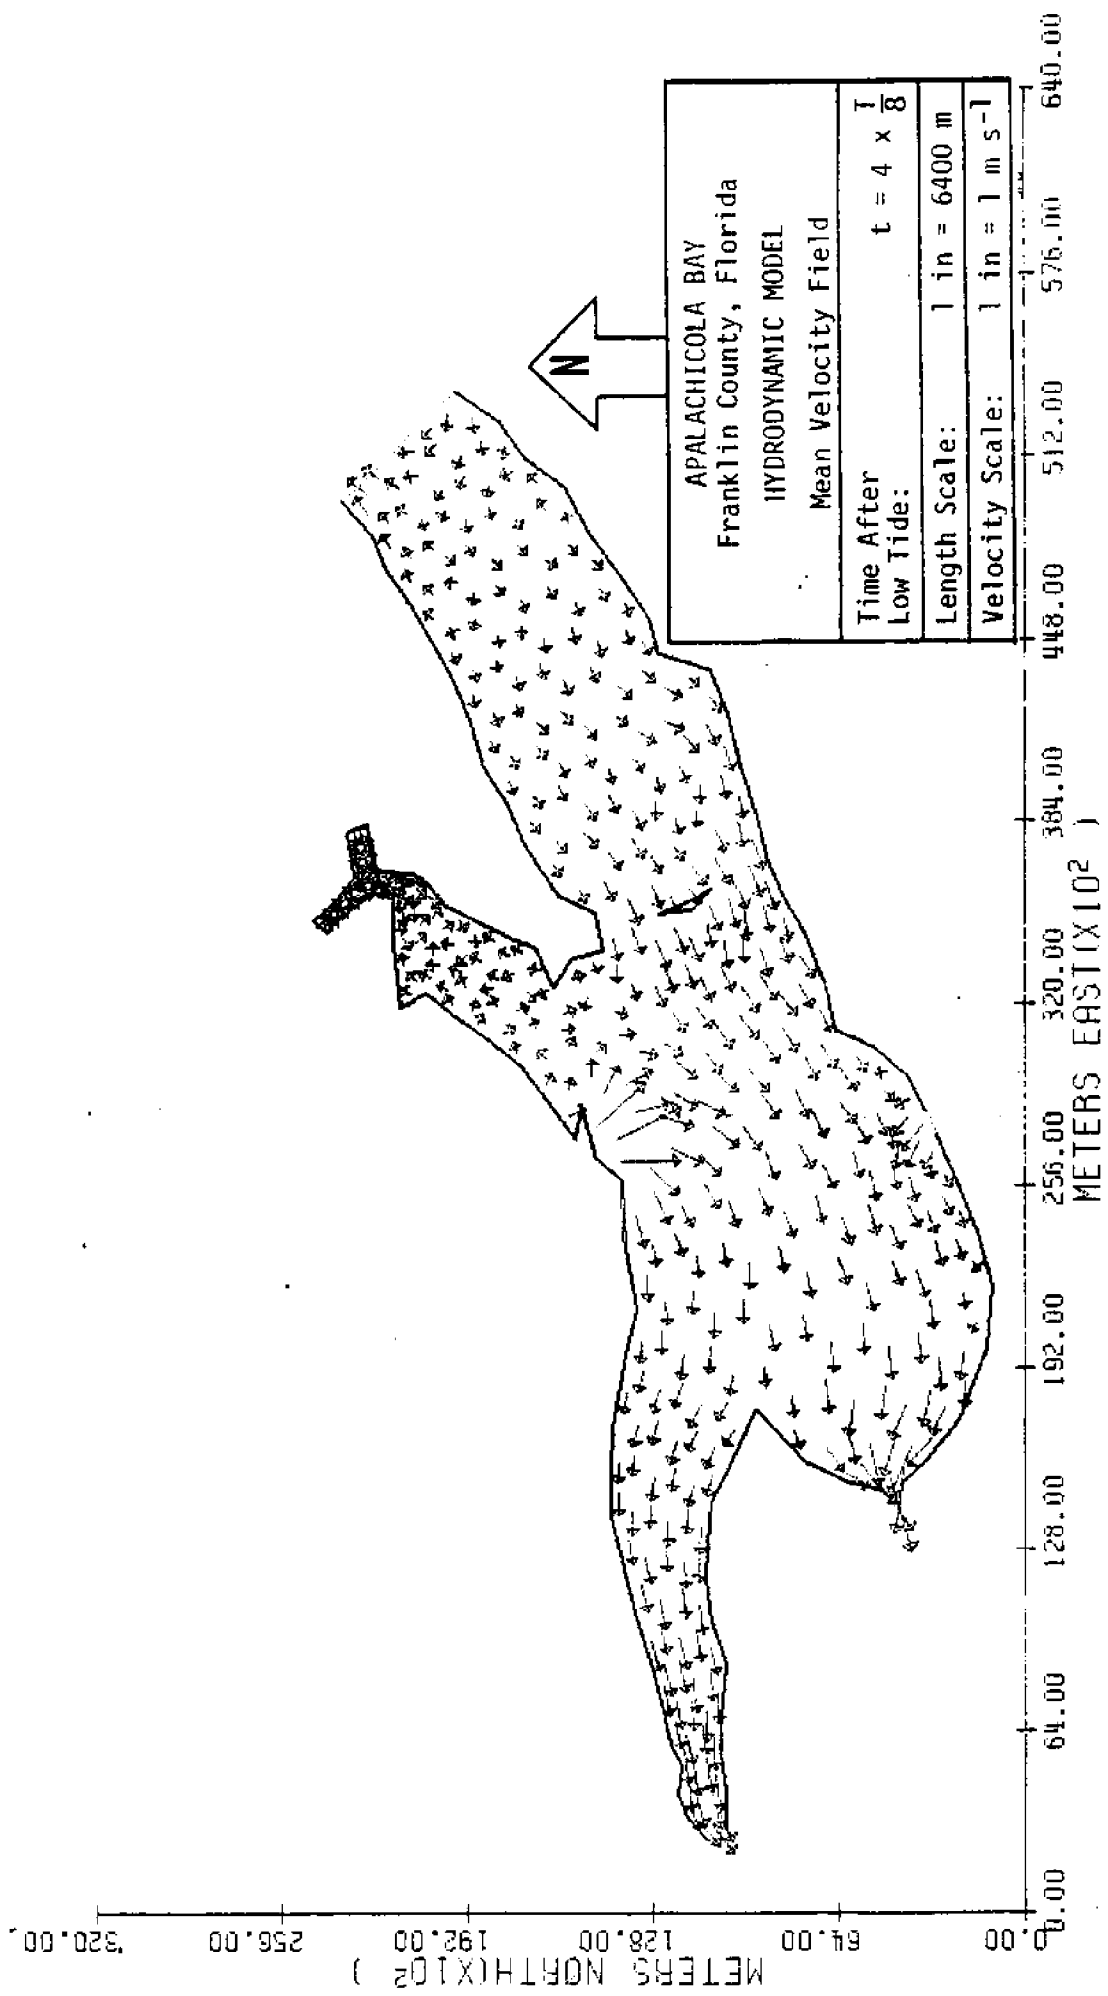 METERS NORTH(X10² )
320.00
256.00
192.00
128.00
64.00
0.00
N
APALACHICOLA BAY
Franklin County, Florida
HYDRODYNAMIC MODEL
Mean Velocity Field
Time After
Low Tide: t = 4 x T/8
Length Scale: 1 in = 6400 m
Velocity Scale: 1 in = 1 m s⁻¹
0.00 64.00 128.00 192.00 256.00 320.00 384.00 448.00 512.00 576.00 640.00
METERS EAST(X10² )